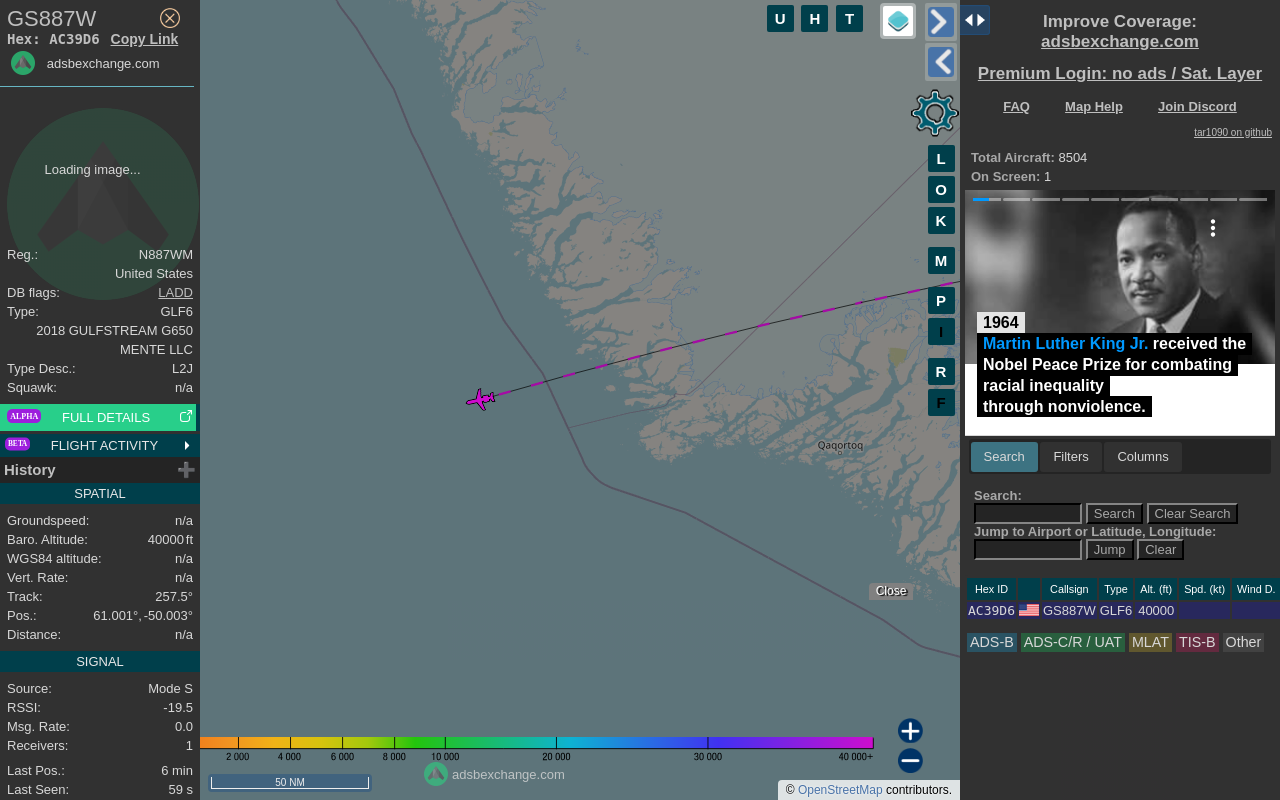 GS887W
Hex: AC39D6 Copy Link
adsbexchange.com
Loading image...
Reg.: N887WM
United States
DB flags: LADD
Type: GLF6
2018 GULFSTREAM G650
MENTE LLC
Type Desc.: L2J
Squawk: n/a
ALPHA FULL DETAILS
BETA FLIGHT ACTIVITY
History
SPATIAL
Groundspeed: n/a
Baro. Altitude: 40000 ft
WGS84 altitude: n/a
Vert. Rate: n/a
Track: 257.5°
Pos.: 61.001°, -50.003°
Distance: n/a
SIGNAL
Source: Mode S
RSSI: -19.5
Msg. Rate: 0.0
Receivers: 1
Last Pos.: 6 min
Last Seen: 59 s
U H T
L
O
K
M
P
I
R
F
Qaqortoq
Close
2 000 4 000 6 000 8 000 10 000 20 000 30 000 40 000+
50 NM
adsbexchange.com
© OpenStreetMap contributors.
Improve Coverage:
adsbexchange.com
Premium Login: no ads / Sat. Layer
FAQ Map Help Join Discord
tar1090 on github
Total Aircraft: 8504
On Screen: 1
1964
Martin Luther King Jr. received the
Nobel Peace Prize for combating
racial inequality
through nonviolence.
Search Filters Columns
Search:
Search Clear Search
Jump to Airport or Latitude, Longitude:
Jump Clear
Hex ID Callsign Type Alt. (ft) Spd. (kt) Wind D.
AC39D6 GS887W GLF6 40000
ADS-B ADS-C/R / UAT MLAT TIS-B Other